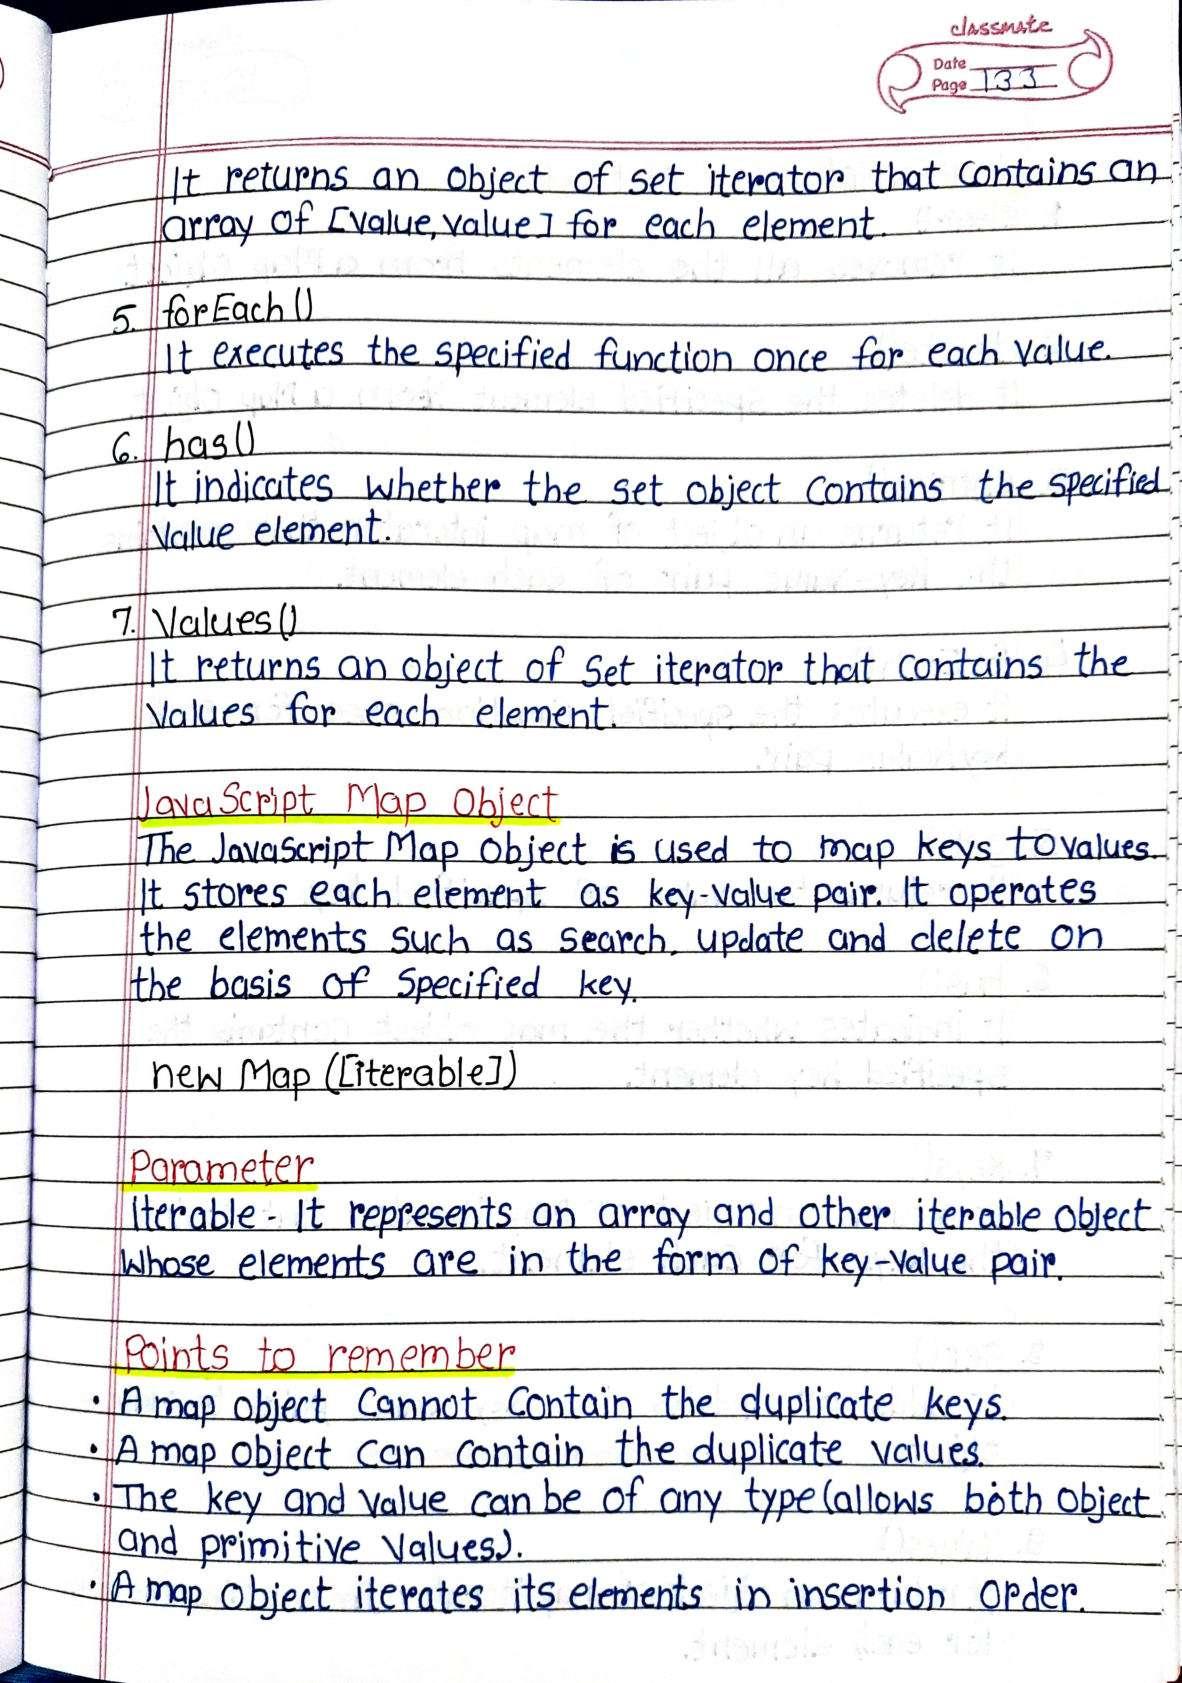 classmate
Date
Page 133
It returns an object of set iterator that contains an
array of [value, value] for each element.
5. forEach()
It executes the specified function once for each value.
6. has()
It indicates whether the set object contains the specified
value element.
7. Values()
It returns an object of Set iterator that contains the
values for each element.
JavaScript Map Object
The JavaScript Map object is used to map keys to values.
It stores each element as key-value pair. It operates
the elements such as search, update and delete on
the basis of specified key.
new Map ([iterable])
Parameter
Iterable - It represents an array and other iterable object
whose elements are in the form of key-value pair.
Points to remember
• A map object cannot contain the duplicate keys.
• A map object can contain the duplicate values.
• The key and value can be of any type (allows both object
and primitive values).
• A map object iterates its elements in insertion order.